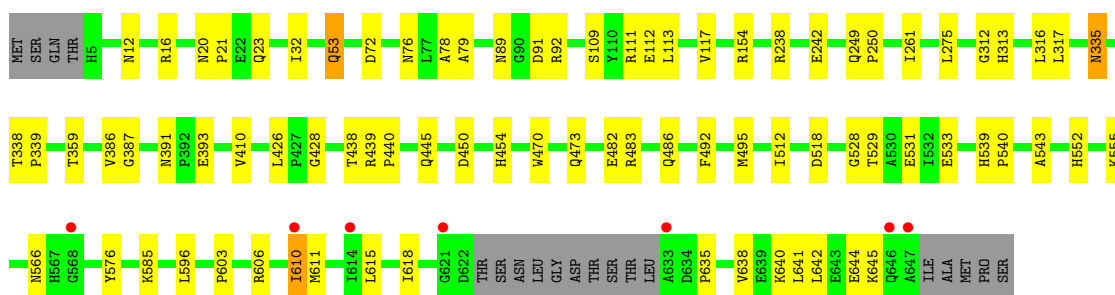 MET SER GLN THR H5 N12 R16 N20 P21 E22 Q23 I32 Q53 D72 N76 L77 A78 A79 N89 G90 D91 R92 S109 Y110 R111 E112 L113 V117 R154 R238 E242 Q249 P250 I261 L275 G312 H313 L316 L317 N335
T338 P339 T359 V386 G387 N391 P392 E393 V410 L426 P427 G428 T438 R439 P440 Q445 D450 H454 W470 Q473 E482 R483 Q486 F492 M495 I512 D518 G528 T529 A530 E531 I532 E533 H539 P540 A543 H552 K555
N566 H567 G568 Y576 K585 L596 P603 R606 I610 M611 I614 L615 I618 G621 D622 THR SER ASN LEU GLY ASP THR SER THR LEU A633 D634 P635 V638 E639 K640 L641 L642 E643 E644 K645 Q646 A647 ILE ALA MET PRO SER